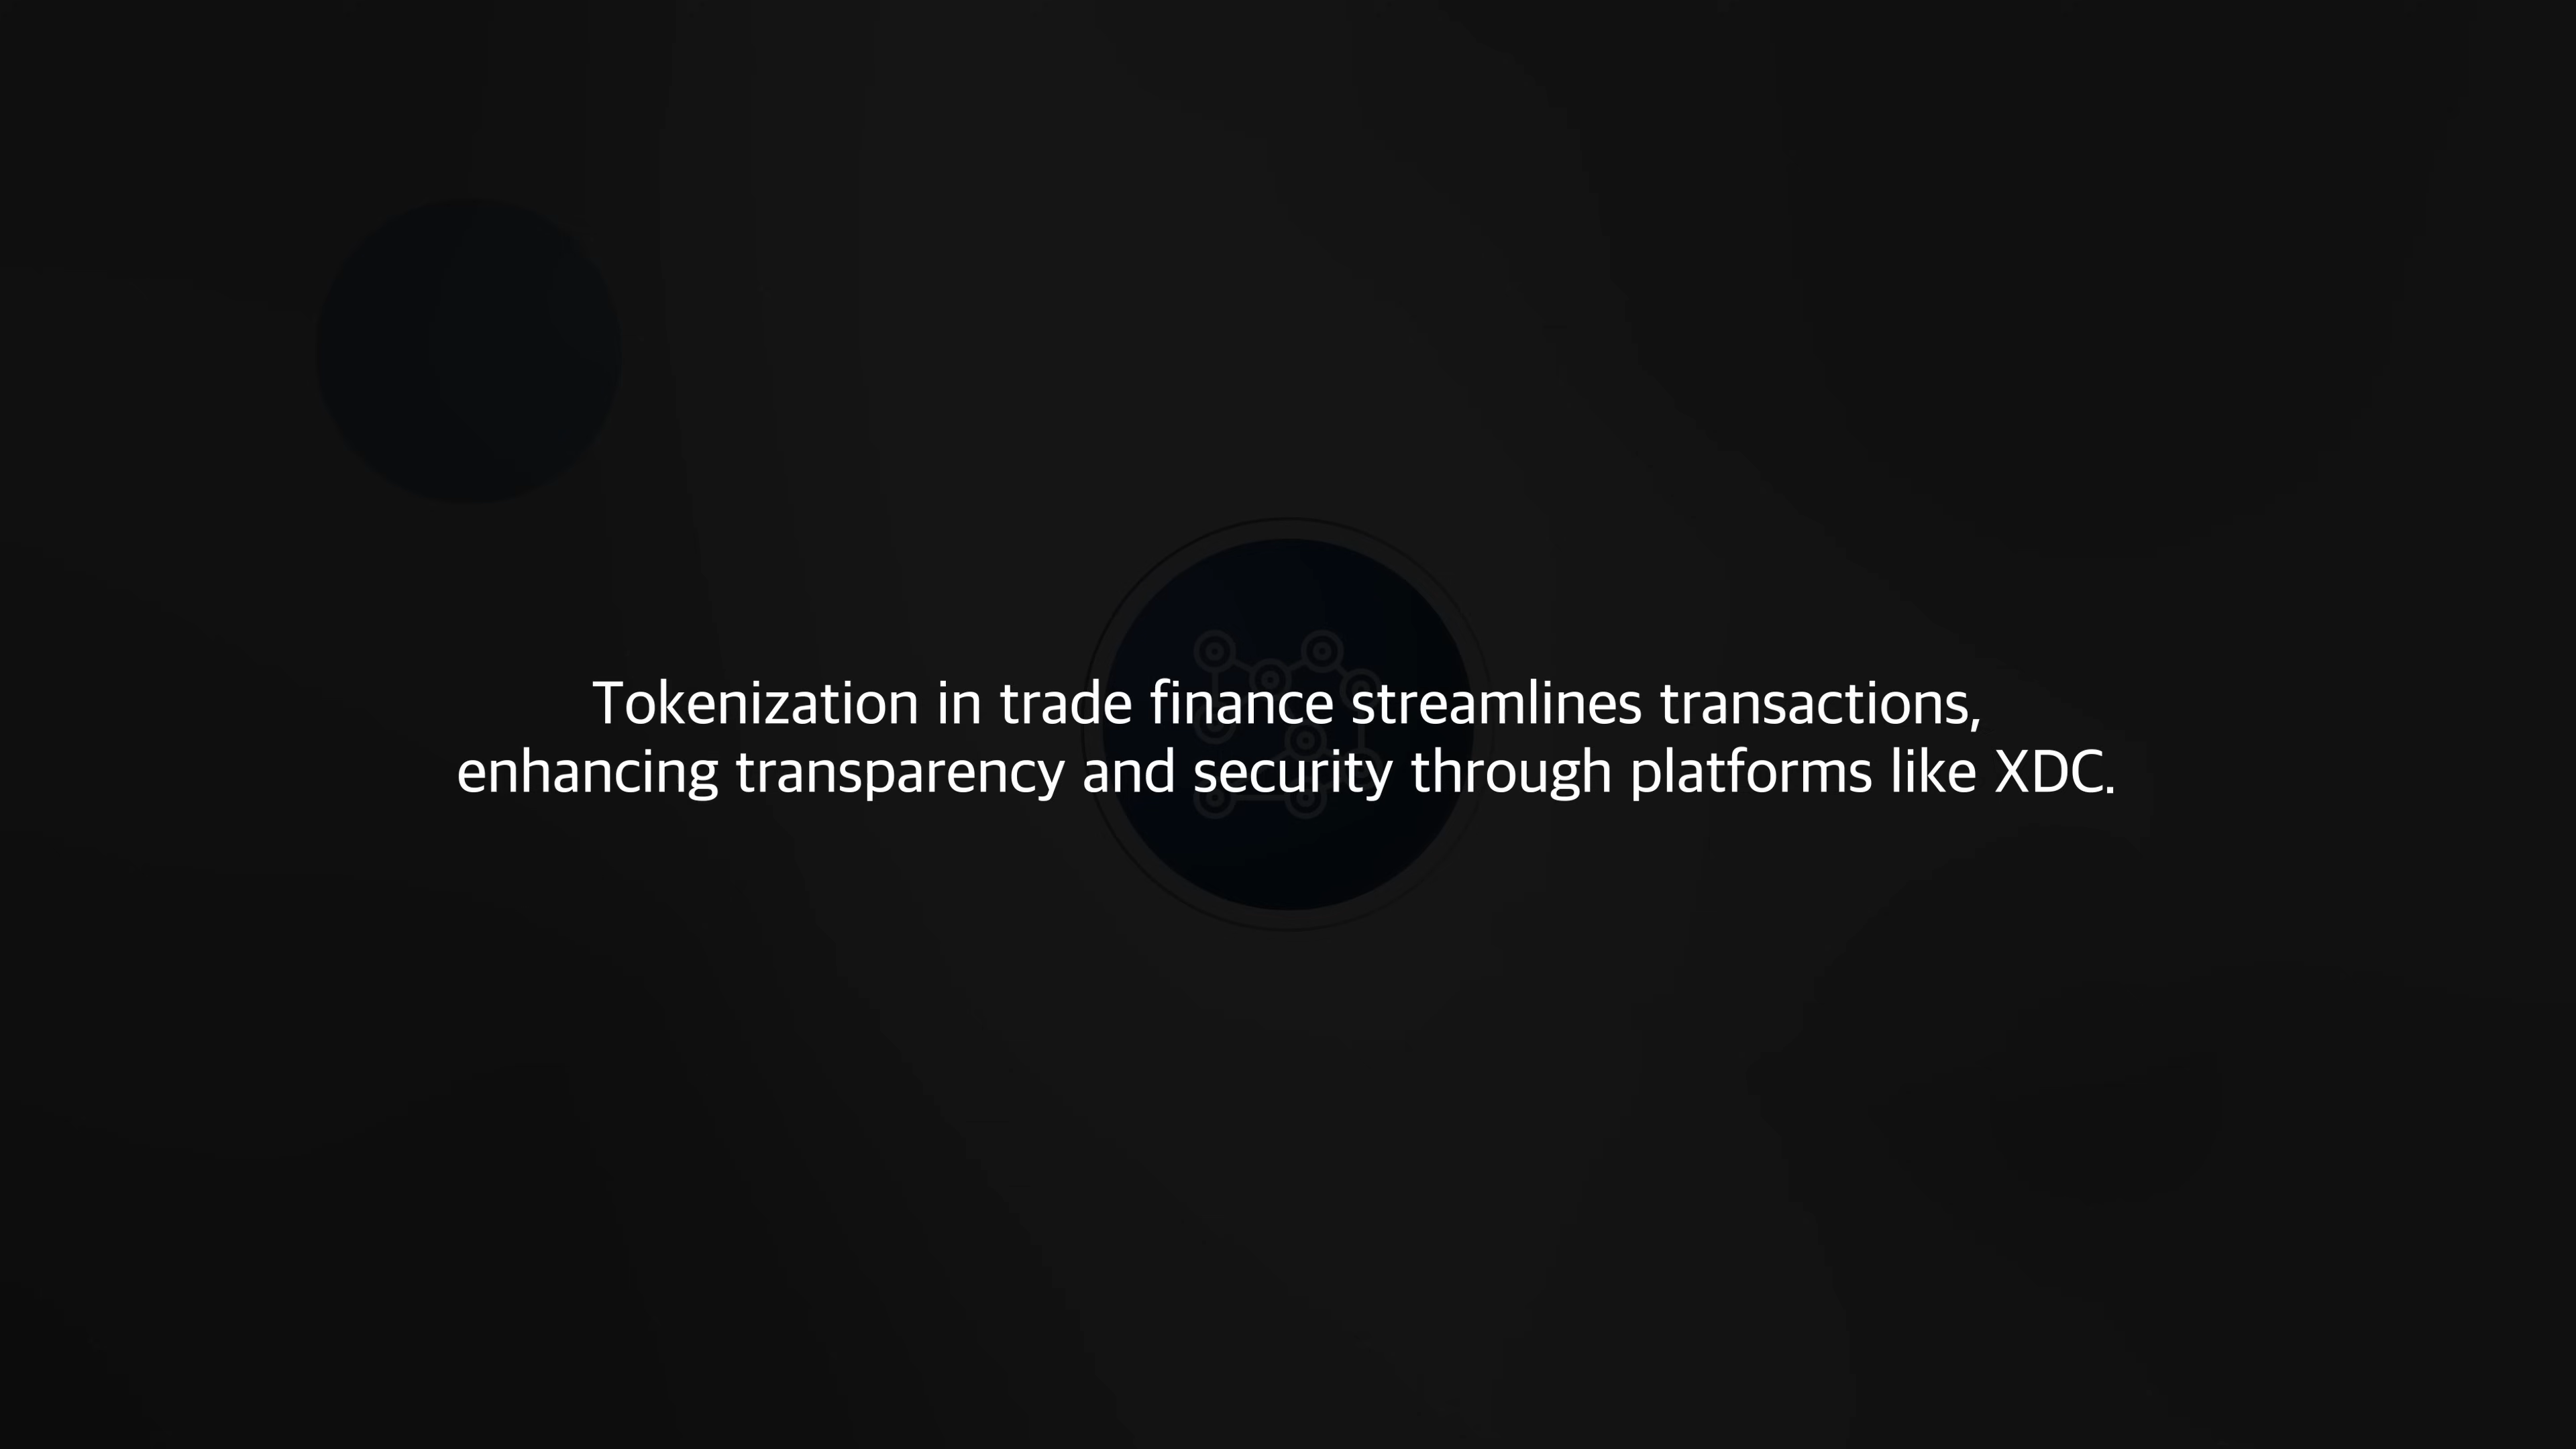 Tokenization in trade finance streamlines transactions,
enhancing transparency and security through platforms like XDC.